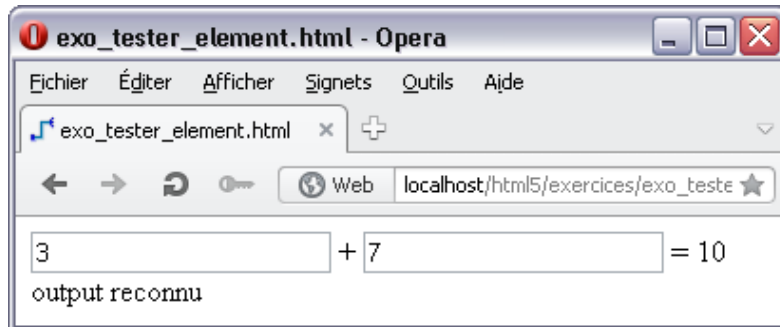 exo_tester_element.html - Opera
Fichier Éditer Afficher Signets Outils Aide
exo_tester_element.html
Web localhost/html5/exercices/exo_teste
3 + 7 = 10
output reconnu